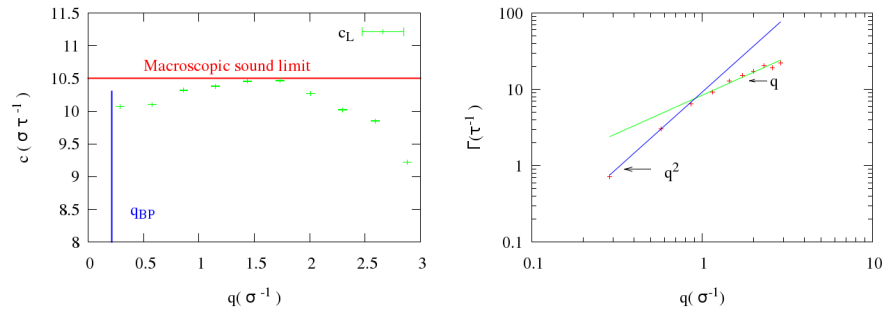 11.5
11
10.5
10
9.5
9
8.5
8
c ( σ τ⁻¹)
c_L
Macroscopic sound limit
q_BP
0 0.5 1 1.5 2 2.5 3
q( σ⁻¹)
100
10
1
0.1
Γ(τ⁻¹)
q
q²
0.1 1 10
q(σ⁻¹)